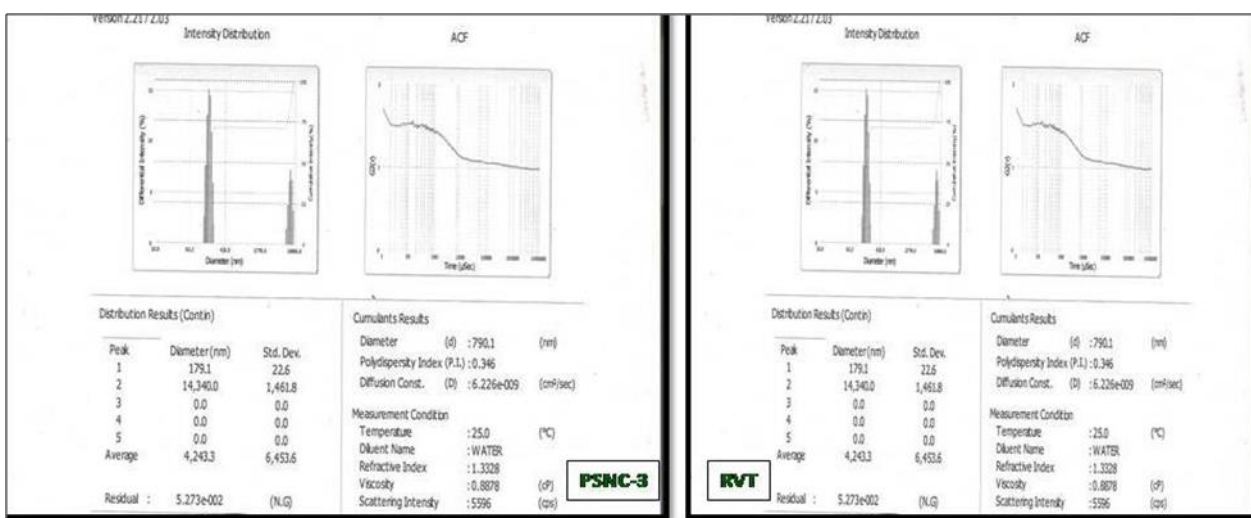 Version 2.21 / 2.03
Intensity Distribution ACF
Differential Intensity (%)
Cumulative Intensity (%)
Diameter (nm)
G2(τ)
Time (μSec)
Distribution Results (Contin)
Peak Diameter (nm) Std. Dev.
1 179.1 22.6
2 14,340.0 1,461.8
3 0.0 0.0
4 0.0 0.0
5 0.0 0.0
Average 4,243.3 6,453.6
Residual : 5.273e-002 (N.G)
Cumulants Results
Diameter (d) : 790.1 (nm)
Polydispersity Index (P.I.) : 0.346
Diffusion Const. (D) : 6.226e-009 (cm²/sec)
Measurement Condition
Temperature : 25.0 (°C)
Diluent Name : WATER
Refractive Index : 1.3328
Viscosity : 0.8878 (cP)
Scattering Intensity : 5596 (cps)
PSNC-3
Version 2.21 / 2.03
Intensity Distribution ACF
Differential Intensity (%)
Cumulative Intensity (%)
Diameter (nm)
G2(τ)
Time (μSec)
Distribution Results (Contin)
Peak Diameter (nm) Std. Dev.
1 179.1 22.6
2 14,340.0 1,461.8
3 0.0 0.0
4 0.0 0.0
5 0.0 0.0
Average 4,243.3 6,453.6
Residual : 5.273e-002 (N.G)
Cumulants Results
Diameter (d) : 790.1 (nm)
Polydispersity Index (P.I.) : 0.346
Diffusion Const. (D) : 6.226e-009 (cm²/sec)
Measurement Condition
Temperature : 25.0 (°C)
Diluent Name : WATER
Refractive Index : 1.3328
Viscosity : 0.8878 (cP)
Scattering Intensity : 5596 (cps)
RVT